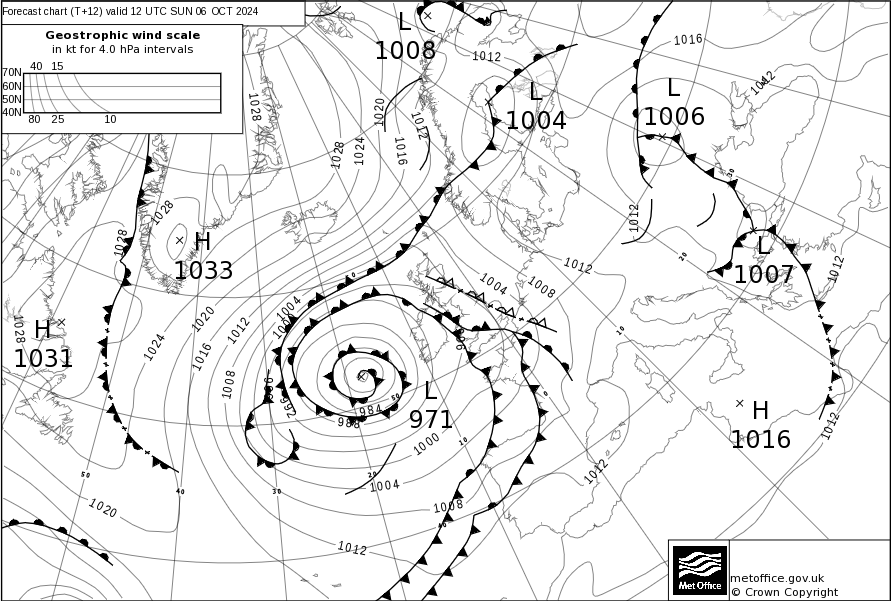 Forecast chart (T+12) valid 12 UTC SUN 06 OCT 2024
Geostrophic wind scale
in kt for 4.0 hPa intervals
40 15
70N
60N
50N
40N
80 25 10
L
1008
1016
1012
L
1004
L
1006
1012
1028
1020
1012
1028
1024
1016
1028
1028
H
1033
1012
L
1007
1012
1012
1004
1008
1004
1020
1012
1016
1024
1028
H
1031
1008
996
992
984
988
L
971
1000
1004
1008
1012
1020
1012
1012
H
1016
50
40
30
20
10
0
10
20
30
40
50
Met Office
metoffice.gov.uk
© Crown Copyright